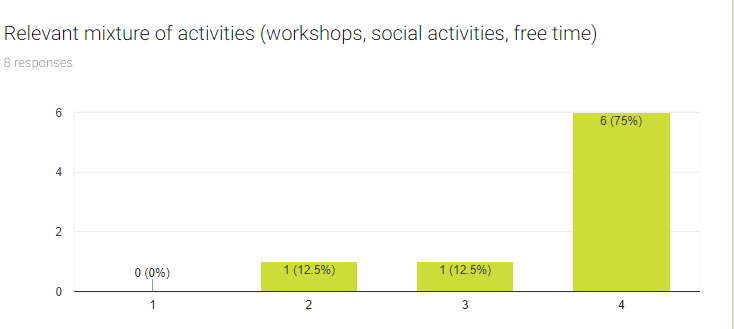 Relevant mixture of activities (workshops, social activities, free time)
8 responses
6
4
2
0
0 (0%)
1 (12.5%)
1 (12.5%)
6 (75%)
1 2 3 4